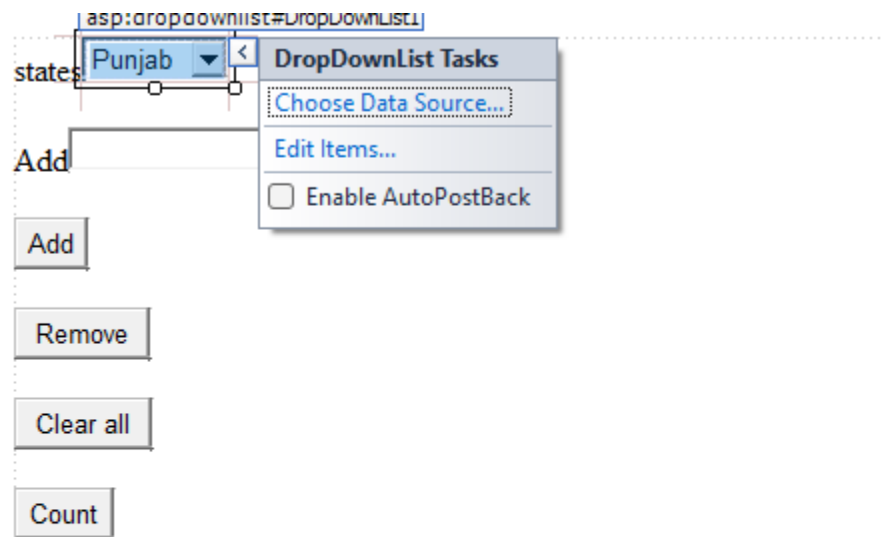 asp:dropdownlist#DropDownList1
states Punjab < DropDownList Tasks
Choose Data Source...
Add Edit Items...
Enable AutoPostBack
Add
Remove
Clear all
Count